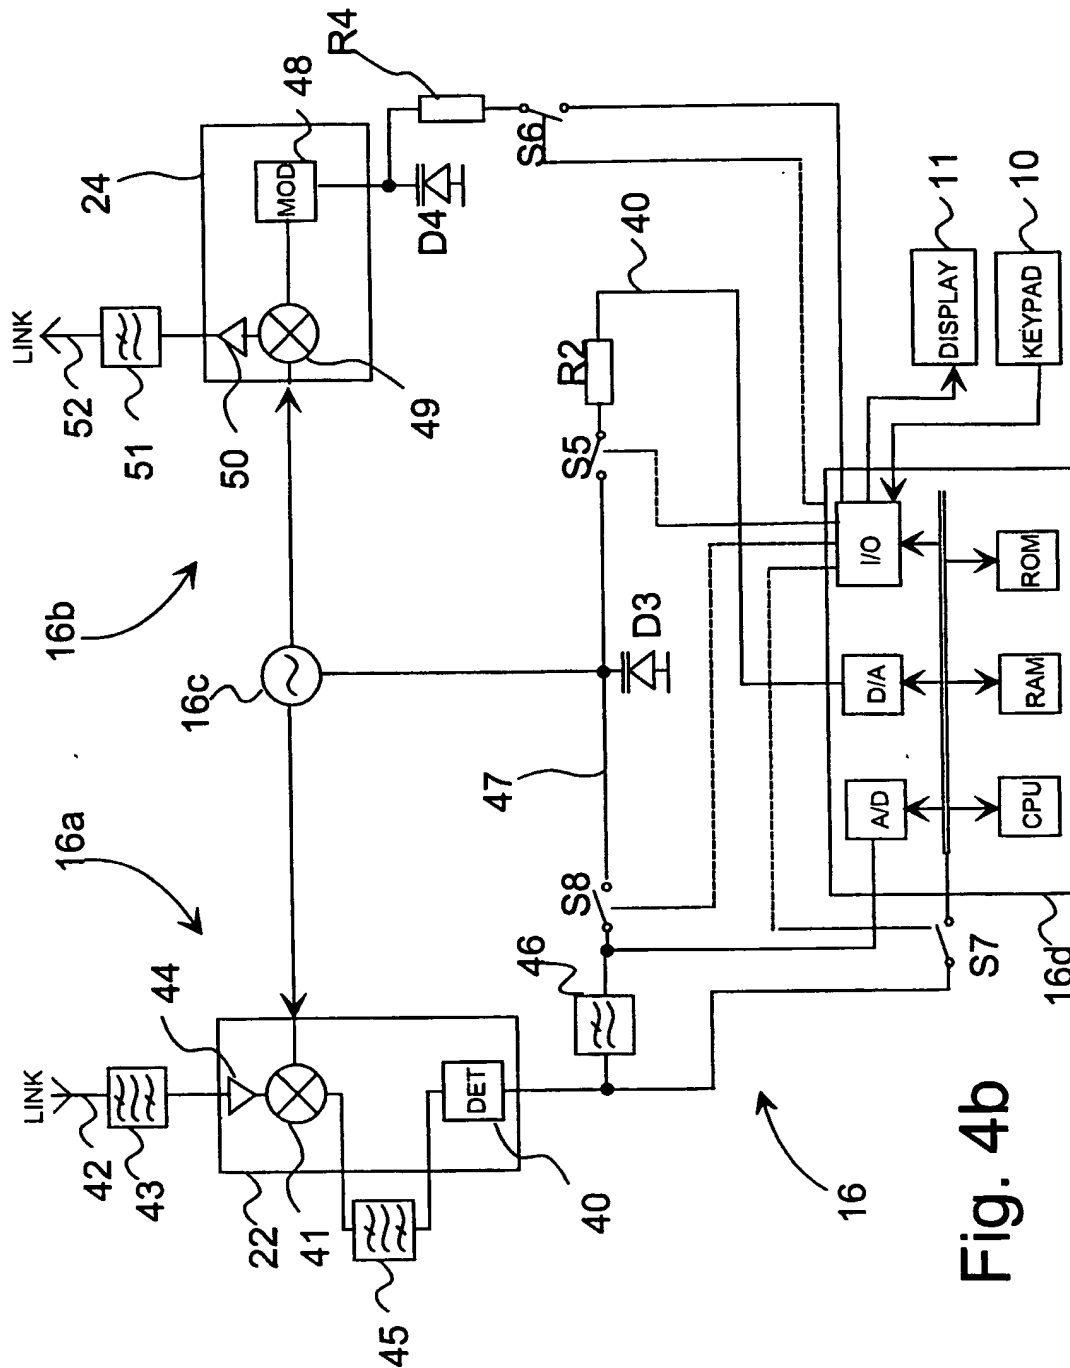 LINK
42
43
44
22
41
45
DET
40
46
S8
47
S7
16a
16c
16b
LINK
52
51
50
24
MOD
48
49
D4
R4
S6
40
R2
S5
D3
I/O
D/A
A/D
ROM
RAM
CPU
DISPLAY
11
KEYPAD
10
16d
16
Fig. 4b